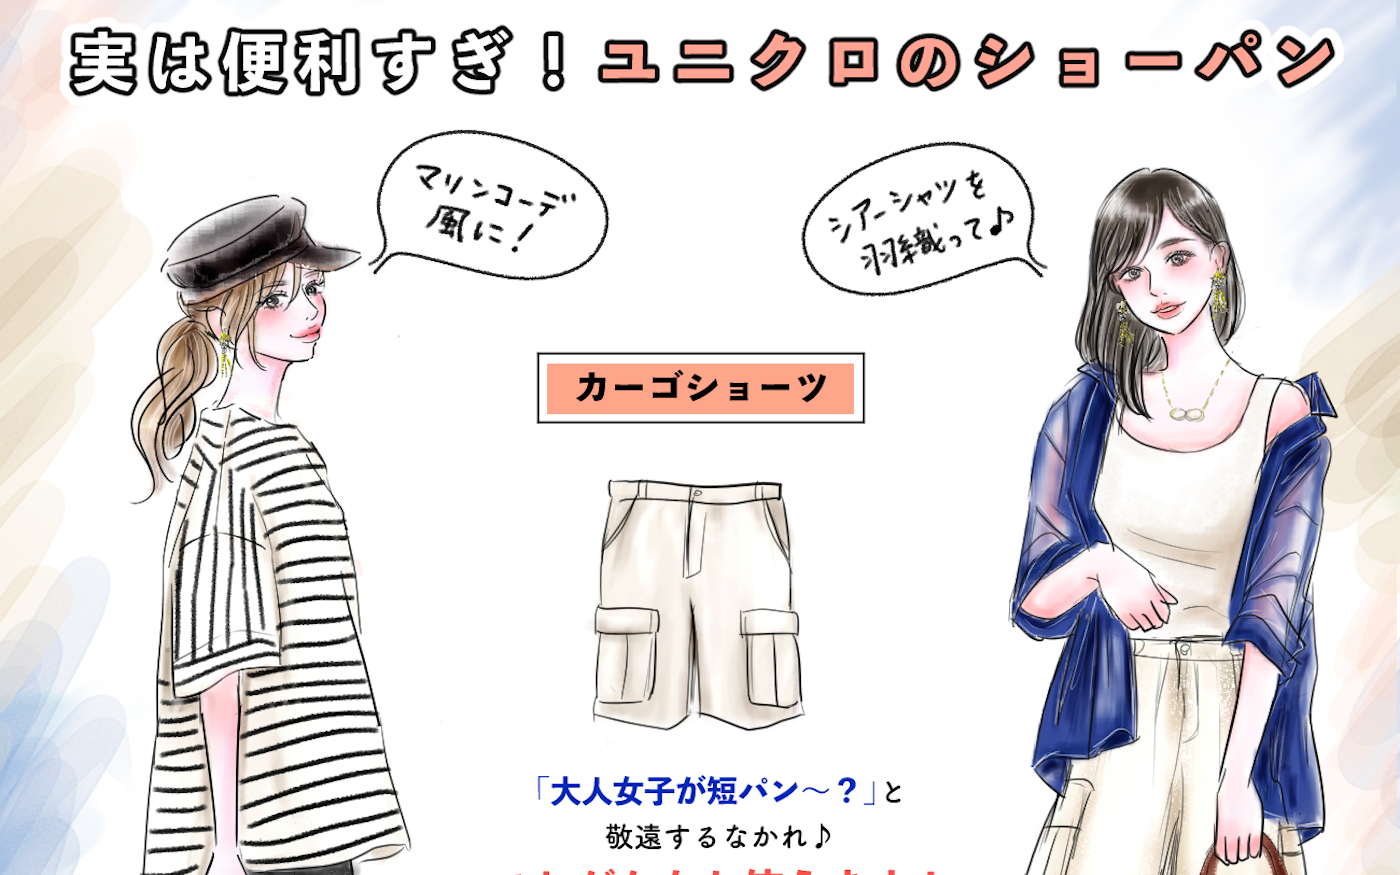 実は便利すぎ！ユニクロのショーパン
マリンコーデ
風に！
シアーシャツを
羽織って♪
カーゴショーツ
「大人女子が短パン～？」と
敬遠するなかれ♪